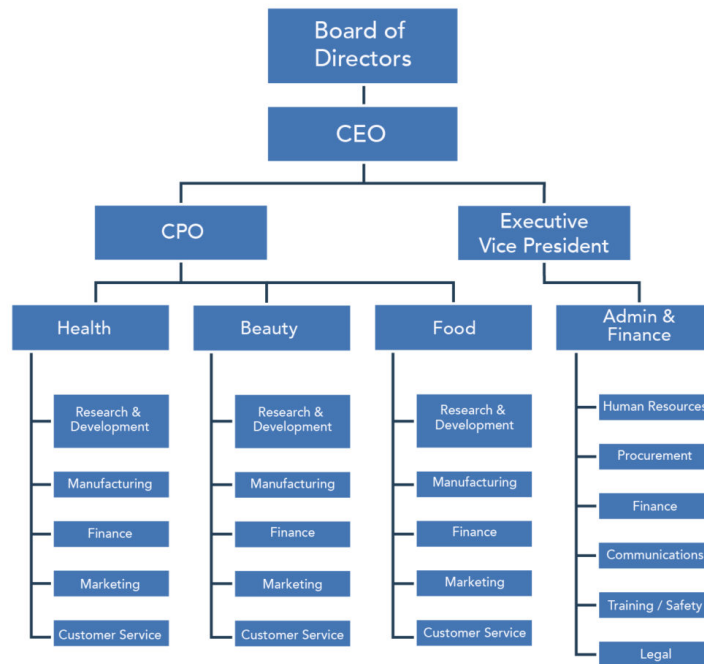 Board of
Directors
CEO
CPO
Executive
Vice President
Health
Beauty
Food
Admin &
Finance
Research &
Development
Manufacturing
Finance
Marketing
Customer Service
Research &
Development
Manufacturing
Finance
Marketing
Customer Service
Research &
Development
Manufacturing
Finance
Marketing
Customer Service
Human Resources
Procurement
Finance
Communications
Training / Safety
Legal